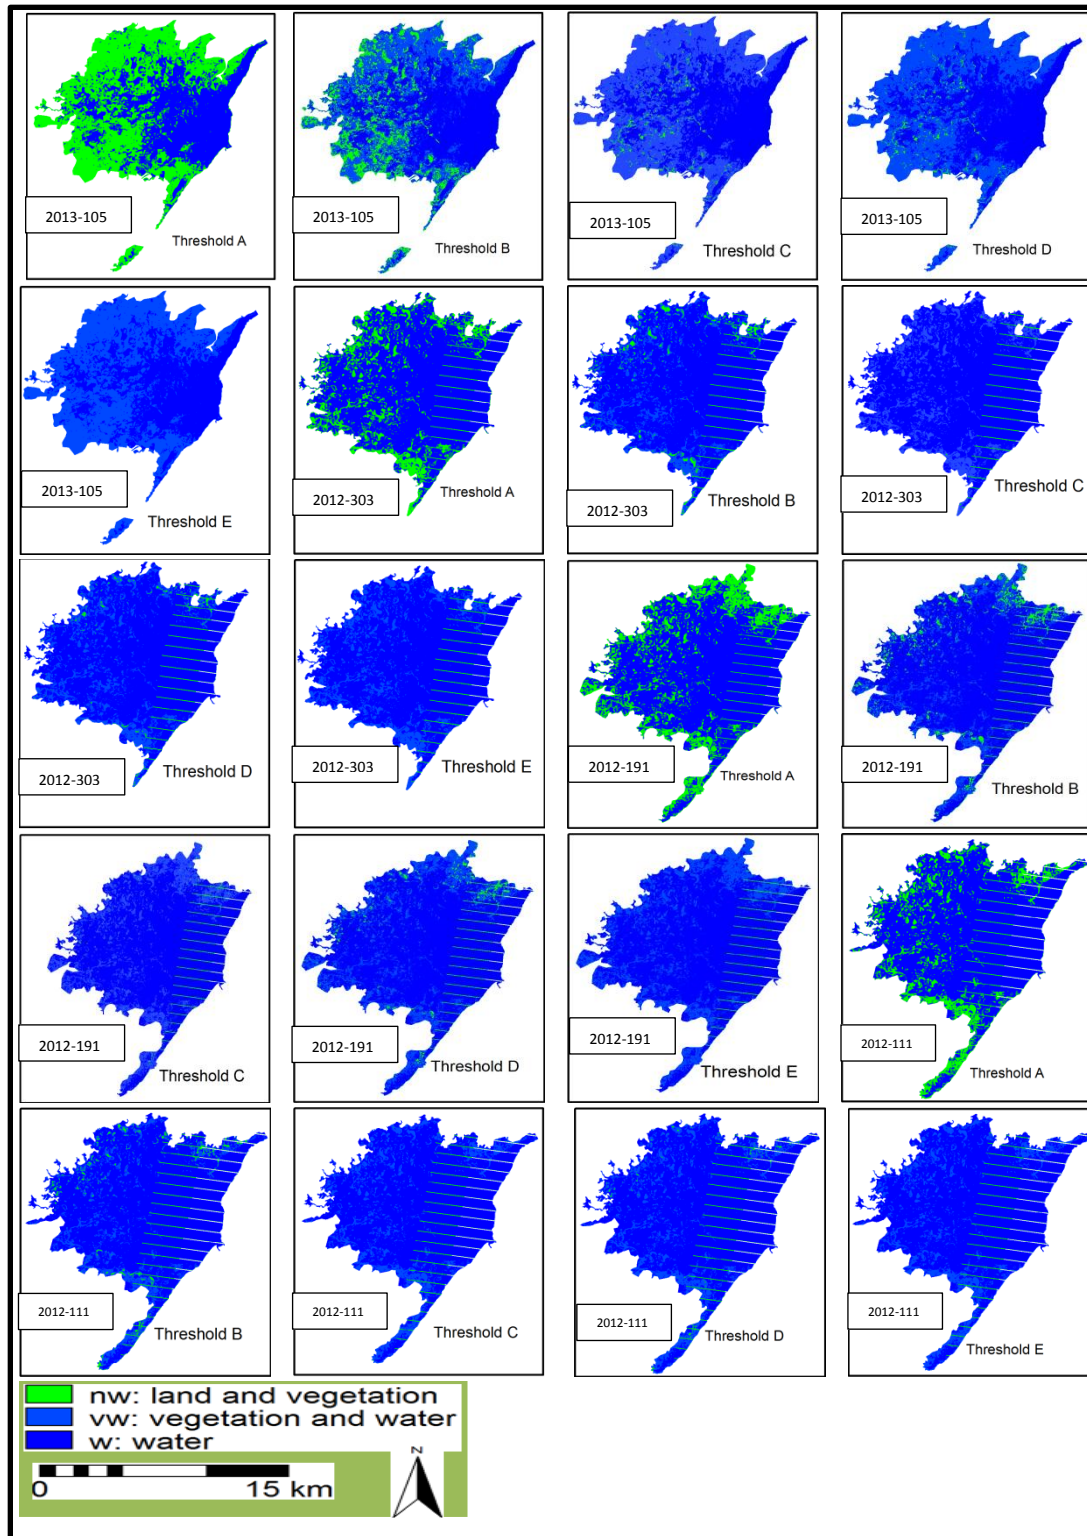 2013-105
Threshold A
2013-105
Threshold B
2013-105
Threshold C
2013-105
Threshold D
2013-105
Threshold E
2012-303
Threshold A
2012-303
Threshold B
2012-303
Threshold C
2012-303
Threshold D
2012-303
Threshold E
2012-191
Threshold A
2012-191
Threshold B
2012-191
Threshold C
2012-191
Threshold D
2012-191
Threshold E
2012-111
Threshold A
2012-111
Threshold B
2012-111
Threshold C
2012-111
Threshold D
2012-111
Threshold E
nw: land and vegetation
vw: vegetation and water
w: water
N
0 15 km